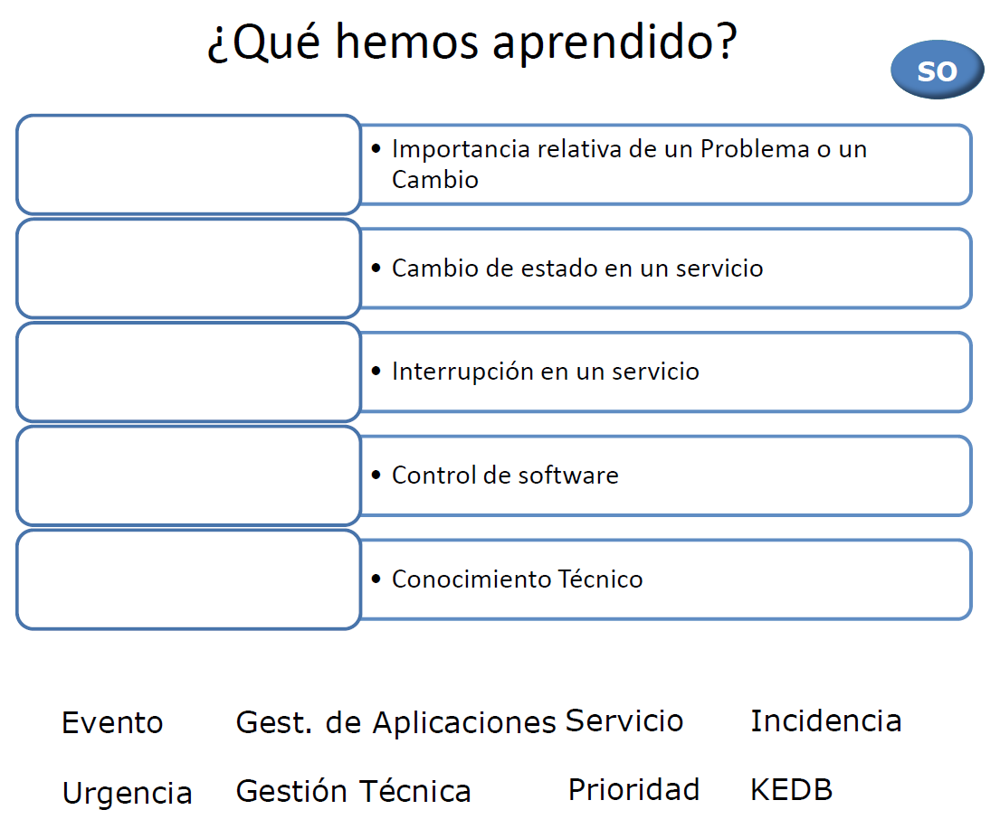 ¿Qué hemos aprendido?
SO
• Importancia relativa de un Problema o un
Cambio
• Cambio de estado en un servicio
• Interrupción en un servicio
• Control de software
• Conocimiento Técnico
Evento Gest. de Aplicaciones Servicio Incidencia
Urgencia Gestión Técnica Prioridad KEDB